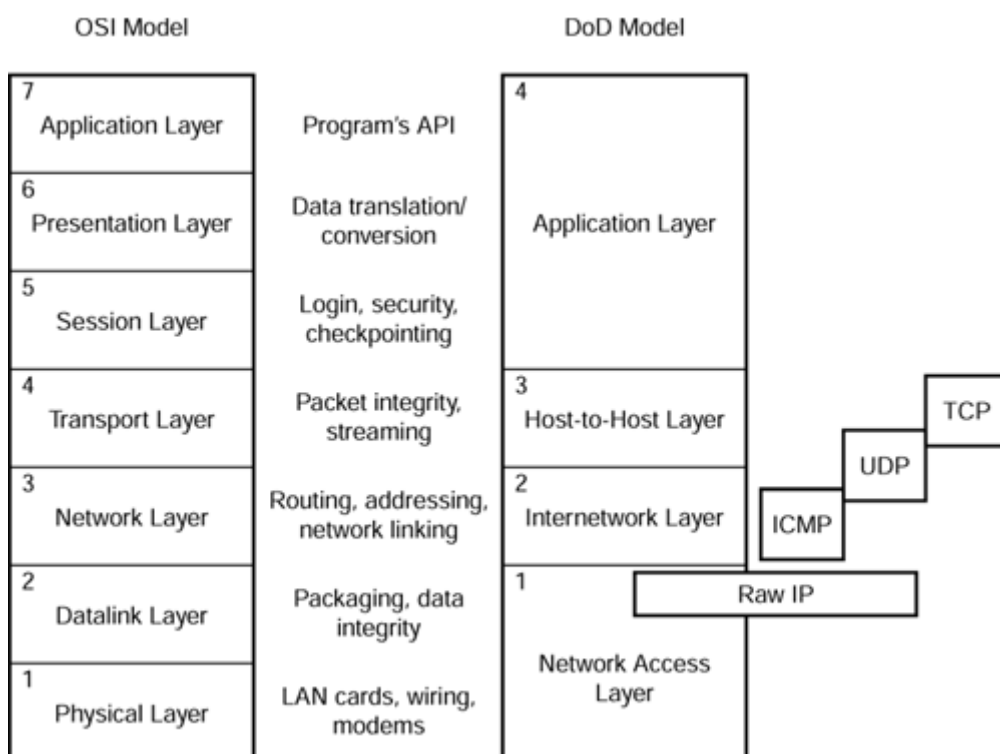 OSI Model
DoD Model
7
Application Layer
Program's API
4
Application Layer
6
Presentation Layer
Data translation/
conversion
5
Session Layer
Login, security,
checkpointing
4
Transport Layer
Packet integrity,
streaming
3
Host-to-Host Layer
TCP
UDP
3
Network Layer
Routing, addressing,
network linking
2
Internetwork Layer
ICMP
2
Datalink Layer
Packaging, data
integrity
1
Raw IP
Network Access
Layer
1
Physical Layer
LAN cards, wiring,
modems